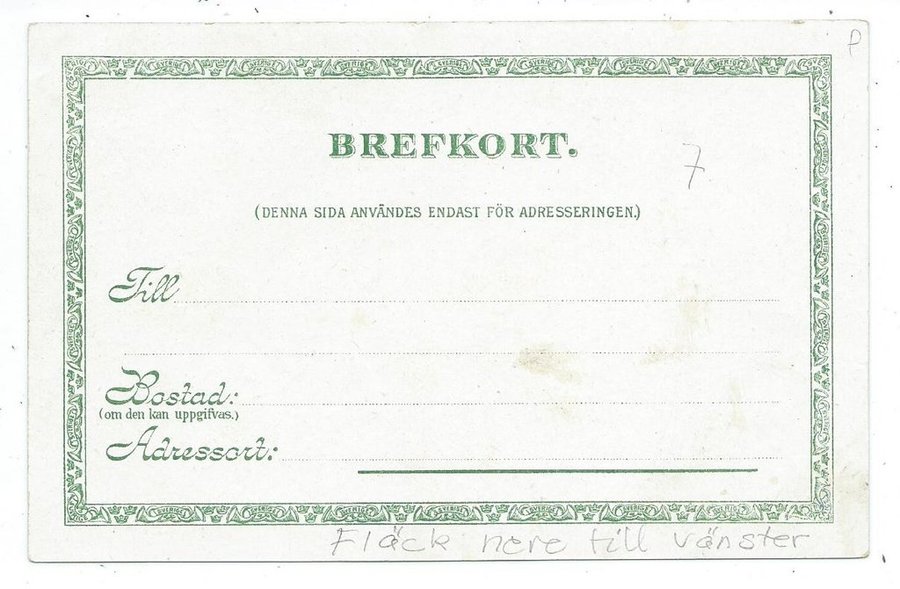 P
BREFKORT.
7
(DENNA SIDA ANVÄNDES ENDAST FÖR ADRESSERINGEN.)
Till
Bostad:
(om den kan uppgifvas.)
Adressort:
Fläck nere till vänster